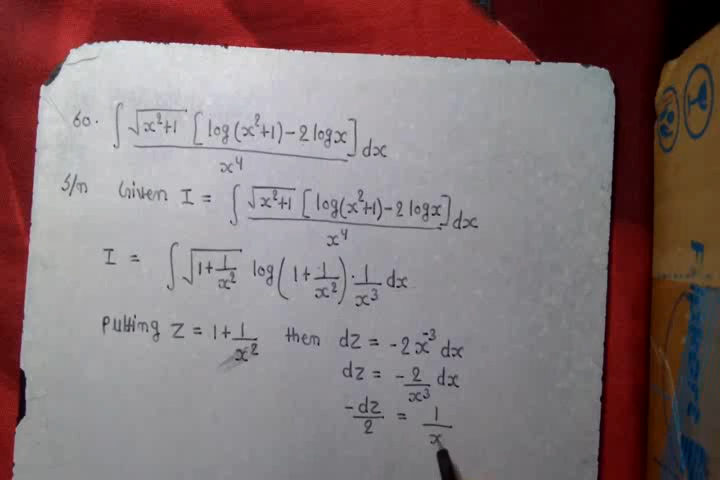 60. ∫ √(x²+1) [log(x²+1) - 2 logx] / x⁴ dx
S/n Given I = ∫ √(x²+1) [log(x²+1) - 2 logx] / x⁴ dx
I = ∫ √(1+1/x²) log(1+1/x²) · 1/x³ dx
Putting Z = 1+1/x² then dz = -2x⁻³ dx
dz = -2/x³ dx
-dz/2 = 1/x